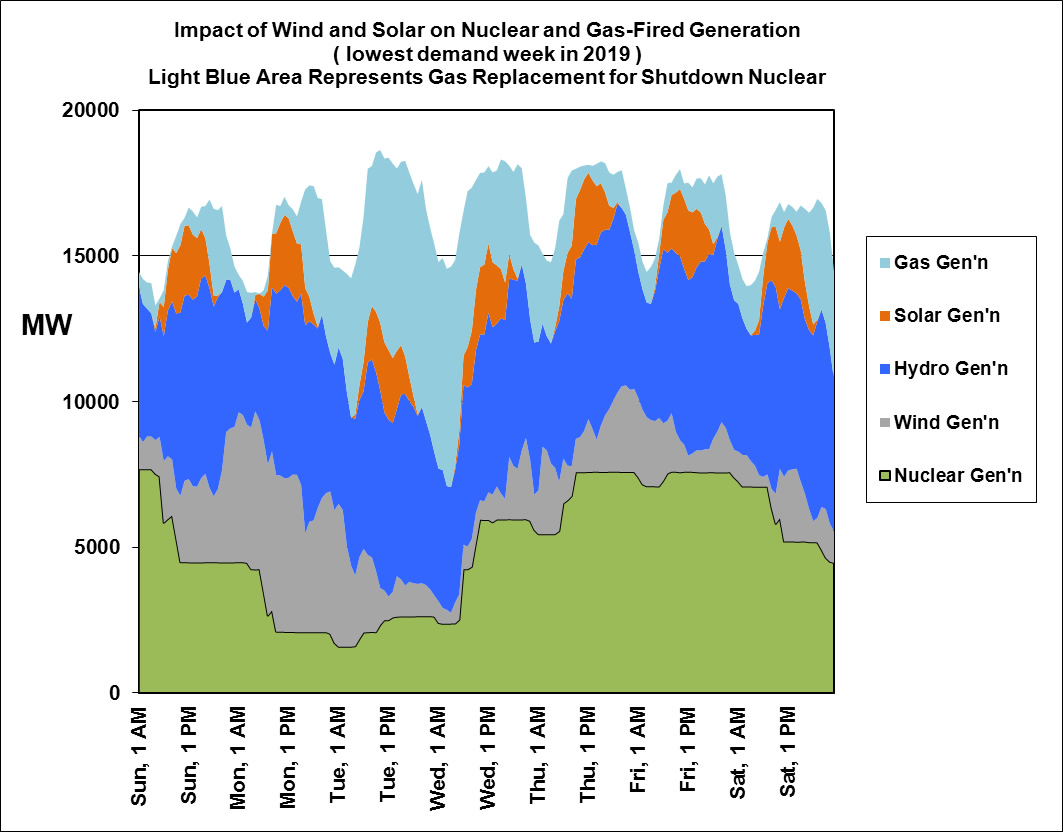 Impact of Wind and Solar on Nuclear and Gas-Fired Generation
( lowest demand week in 2019 )
Light Blue Area Represents Gas Replacement for Shutdown Nuclear
MW
20000
15000
10000
5000
0
Sun, 1 AM
Sun, 1 PM
Mon, 1 AM
Mon, 1 PM
Tue, 1 AM
Tue, 1 PM
Wed, 1 AM
Wed, 1 PM
Thu, 1 AM
Thu, 1 PM
Fri, 1 AM
Fri, 1 PM
Sat, 1 AM
Sat, 1 PM
Gas Gen'n
Solar Gen'n
Hydro Gen'n
Wind Gen'n
Nuclear Gen'n